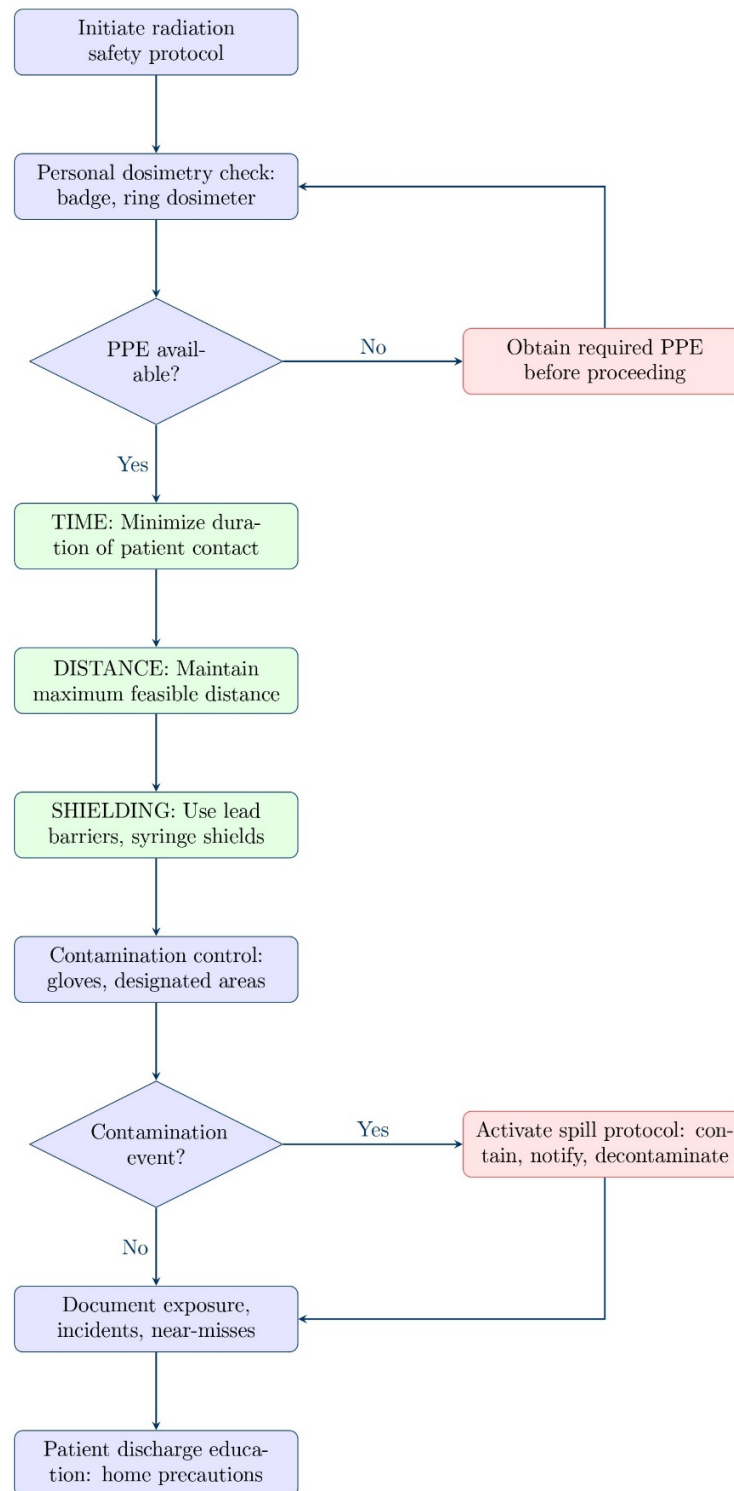 Initiate radiation
safety protocol
Personal dosimetry check:
badge, ring dosimeter
PPE avail-
able?
No
Obtain required PPE
before proceeding
Yes
TIME: Minimize dura-
tion of patient contact
DISTANCE: Maintain
maximum feasible distance
SHIELDING: Use lead
barriers, syringe shields
Contamination control:
gloves, designated areas
Contamination
event?
Yes
Activate spill protocol: con-
tain, notify, decontaminate
No
Document exposure,
incidents, near-misses
Patient discharge educa-
tion: home precautions